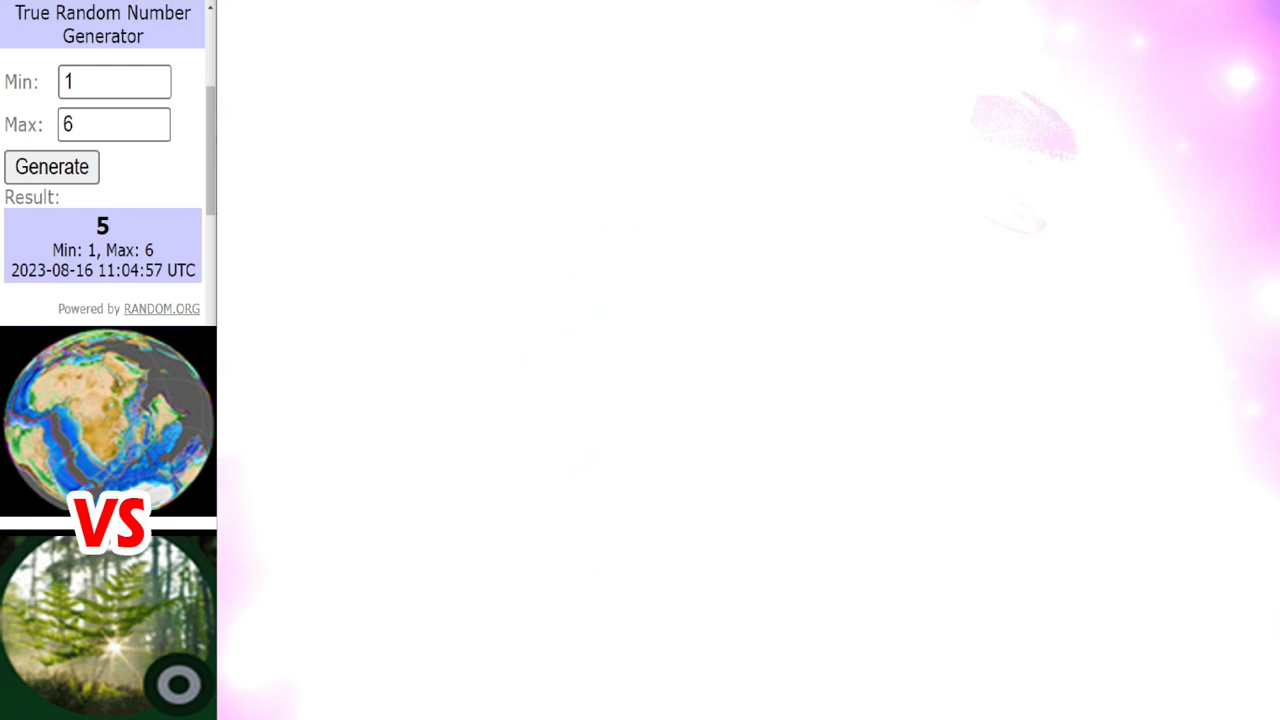 True Random Number
Generator
Min: 1
Max: 6
Generate
Result:
5
Min: 1, Max: 6
2023-08-16 11:04:57 UTC
Powered by RANDOM.ORG
VS